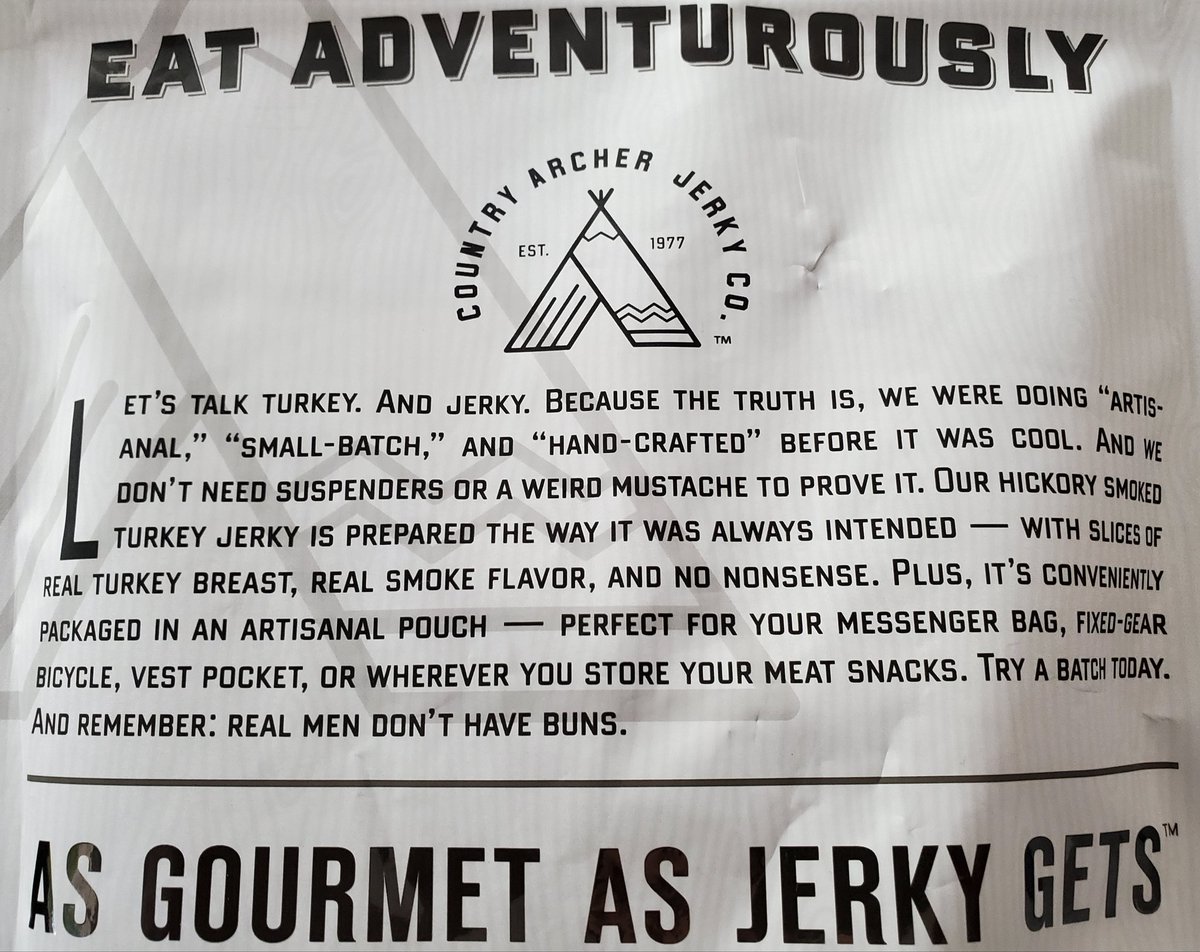 EAT ADVENTUROUSLY
COUNTRY ARCHER JERKY CO.
EST. 1977
TM
LET'S TALK TURKEY. AND JERKY. BECAUSE THE TRUTH IS, WE WERE DOING “ARTIS-
ANAL,” “SMALL-BATCH,” AND “HAND-CRAFTED” BEFORE IT WAS COOL. AND WE
DON'T NEED SUSPENDERS OR A WEIRD MUSTACHE TO PROVE IT. OUR HICKORY SMOKED
TURKEY JERKY IS PREPARED THE WAY IT WAS ALWAYS INTENDED — WITH SLICES OF
REAL TURKEY BREAST, REAL SMOKE FLAVOR, AND NO NONSENSE. PLUS, IT'S CONVENIENTLY
PACKAGED IN AN ARTISANAL POUCH — PERFECT FOR YOUR MESSENGER BAG, FIXED-GEAR
BICYCLE, VEST POCKET, OR WHEREVER YOU STORE YOUR MEAT SNACKS. TRY A BATCH TODAY.
AND REMEMBER: REAL MEN DON'T HAVE BUNS.
AS GOURMET AS JERKY GETS™